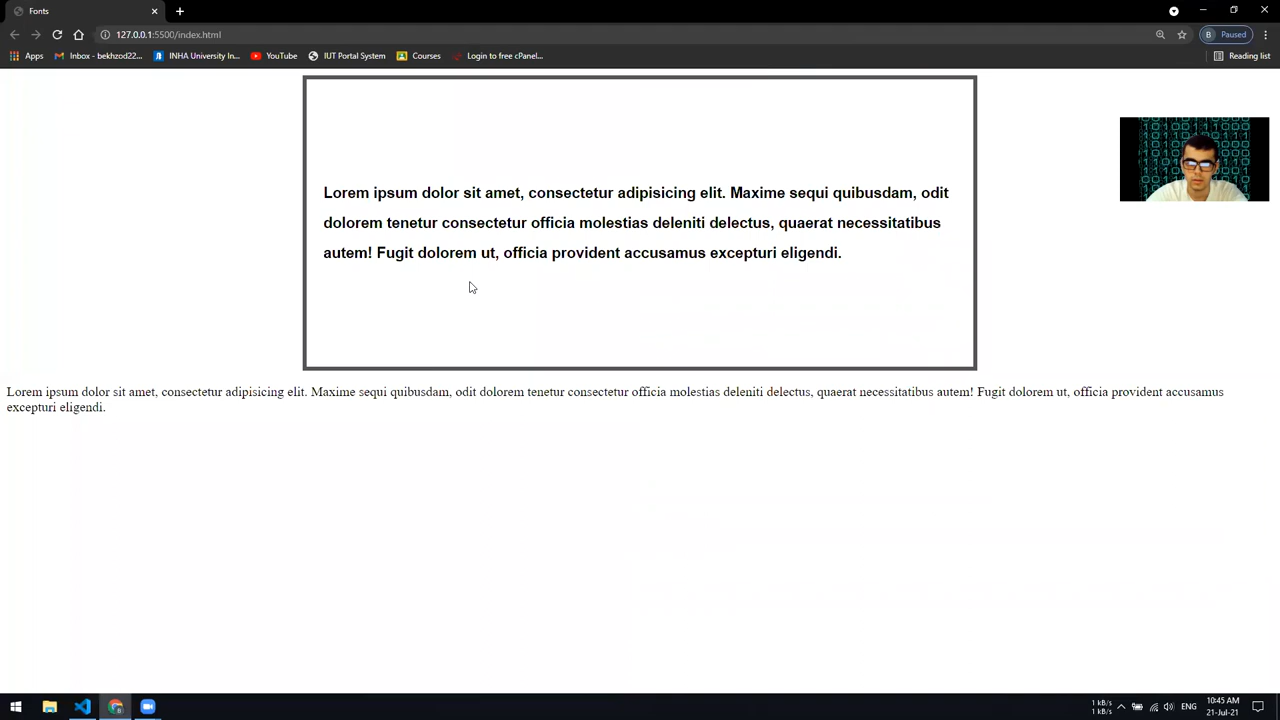 Fonts
127.0.0.1:5500/index.html
B Paused
Apps
Inbox - bekhzod22...
INHA University In...
YouTube
IUT Portal System
Courses
Login to free cPanel...
Reading list
Lorem ipsum dolor sit amet, consectetur adipisicing elit. Maxime sequi quibusdam, odit
dolorem tenetur consectetur officia molestias deleniti delectus, quaerat necessitatibus
autem! Fugit dolorem ut, officia provident accusamus excepturi eligendi.
Lorem ipsum dolor sit amet, consectetur adipisicing elit. Maxime sequi quibusdam, odit dolorem tenetur consectetur officia molestias deleniti delectus, quaerat necessitatibus autem! Fugit dolorem ut, officia provident accusamus
excepturi eligendi.
1 kB/s
1 kB/s
ENG
10:45 AM
21-Jul-21